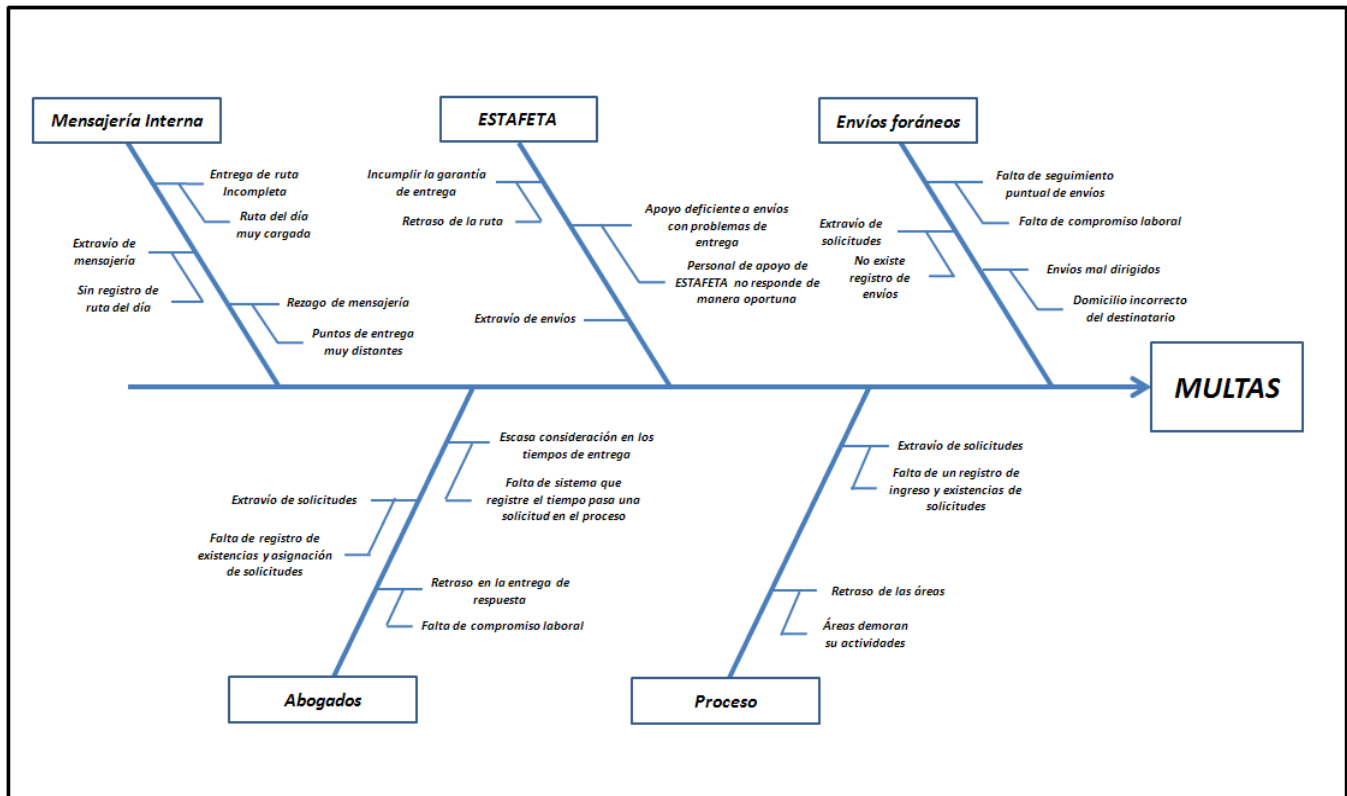 Mensajería Interna
Entrega de ruta
Incompleta
Ruta del día
muy cargada
Extravío de
mensajería
Sin registro de
ruta del día
Rezago de mensajería
Puntos de entrega
muy distantes
ESTAFETA
Incumplir la garantía
de entrega
Retraso de la ruta
Apoyo deficiente a envíos
con problemas de
entrega
Personal de apoyo de
ESTAFETA no responde de
manera oportuna
Extravío de envíos
Envíos foráneos
Falta de seguimiento
puntual de envíos
Falta de compromiso laboral
Extravío de
solicitudes
No existe
registro de
envíos
Envíos mal dirigidos
Domicilio incorrecto
del destinatario
MULTAS
Escasa consideración en los
tiempos de entrega
Falta de sistema que
registre el tiempo pasa una
solicitud en el proceso
Extravío de solicitudes
Falta de registro de
existencias y asignación
de solicitudes
Retraso en la entrega de
respuesta
Falta de compromiso laboral
Abogados
Extravío de solicitudes
Falta de un registro de
ingreso y existencias de
solicitudes
Retraso de las áreas
Áreas demoran
su actividades
Proceso